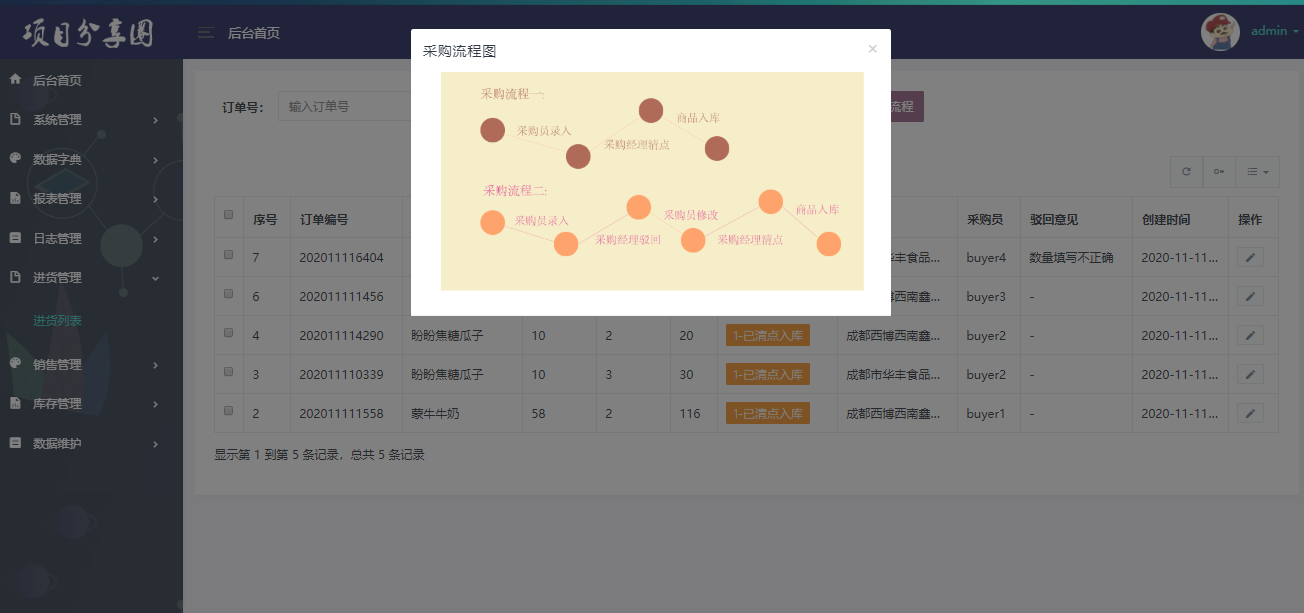 项目分享圈
后台首页
admin
后台首页
系统管理
数据字典
报表管理
日志管理
进货管理
进货列表
销售管理
库存管理
数据维护
订单号：
输入订单号
流程
采购流程图
×
采购流程一:
采购员录入
采购经理清点
商品入库
采购流程二:
采购员录入
采购经理驳回
采购员修改
采购经理清点
商品入库
序号 订单编号 采购员 驳回意见 创建时间 操作
7 202011116404 市华丰食品... buyer4 数量填写不正确 2020-11-11...
6 202011111456 西博西南鑫... buyer3 - 2020-11-11...
4 202011114290 盼盼焦糖瓜子 10 2 20 1-已清点入库 成都西博西南鑫... buyer2 - 2020-11-11...
3 202011110339 盼盼焦糖瓜子 10 3 30 1-已清点入库 成都市华丰食品... buyer2 - 2020-11-11...
2 202011111558 蒙牛牛奶 58 2 116 1-已清点入库 成都西博西南鑫... buyer1 - 2020-11-11...
显示第 1 到第 5 条记录，总共 5 条记录